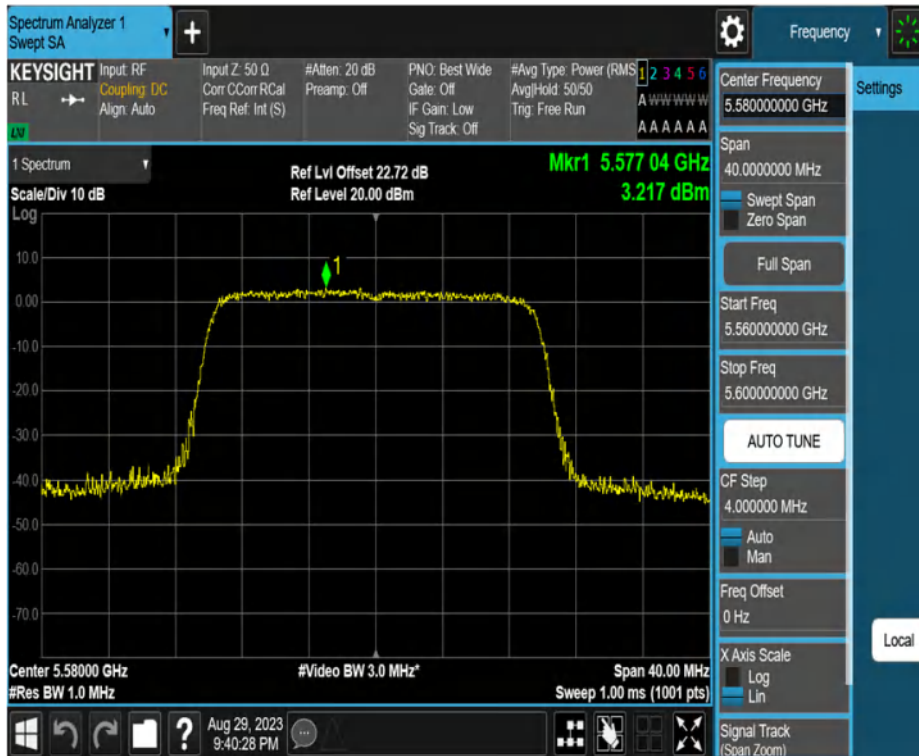 Spectrum Analyzer 1
Swept SA
Frequency
KEYSIGHT
RL
LXI
Input: RF
Coupling: DC
Align: Auto
Input Z: 50 Ω
Corr CCorr RCal
Freq Ref: Int (S)
#Atten: 20 dB
Preamp: Off
PNO: Best Wide
Gate: Off
IF Gain: Low
Sig Track: Off
#Avg Type: Power (RMS
Avg|Hold: 50/50
Trig: Free Run
1 2 3 4 5 6
A W W W W W
A A A A A A
1 Spectrum
Scale/Div 10 dB
Log
Ref Lvl Offset 22.72 dB
Ref Level 20.00 dBm
Mkr1 5.577 04 GHz
3.217 dBm
1
10.0
0.00
-10.0
-20.0
-30.0
-40.0
-50.0
-60.0
-70.0
Center 5.58000 GHz
#Res BW 1.0 MHz
#Video BW 3.0 MHz*
Span 40.00 MHz
Sweep 1.00 ms (1001 pts)
?
Aug 29, 2023
9:40:28 PM
Center Frequency
5.580000000 GHz
Span
40.0000000 MHz
Swept Span
Zero Span
Full Span
Start Freq
5.560000000 GHz
Stop Freq
5.600000000 GHz
AUTO TUNE
CF Step
4.000000 MHz
Auto
Man
Freq Offset
0 Hz
X Axis Scale
Log
Lin
Signal Track
(Span Zoom)
Settings
Local